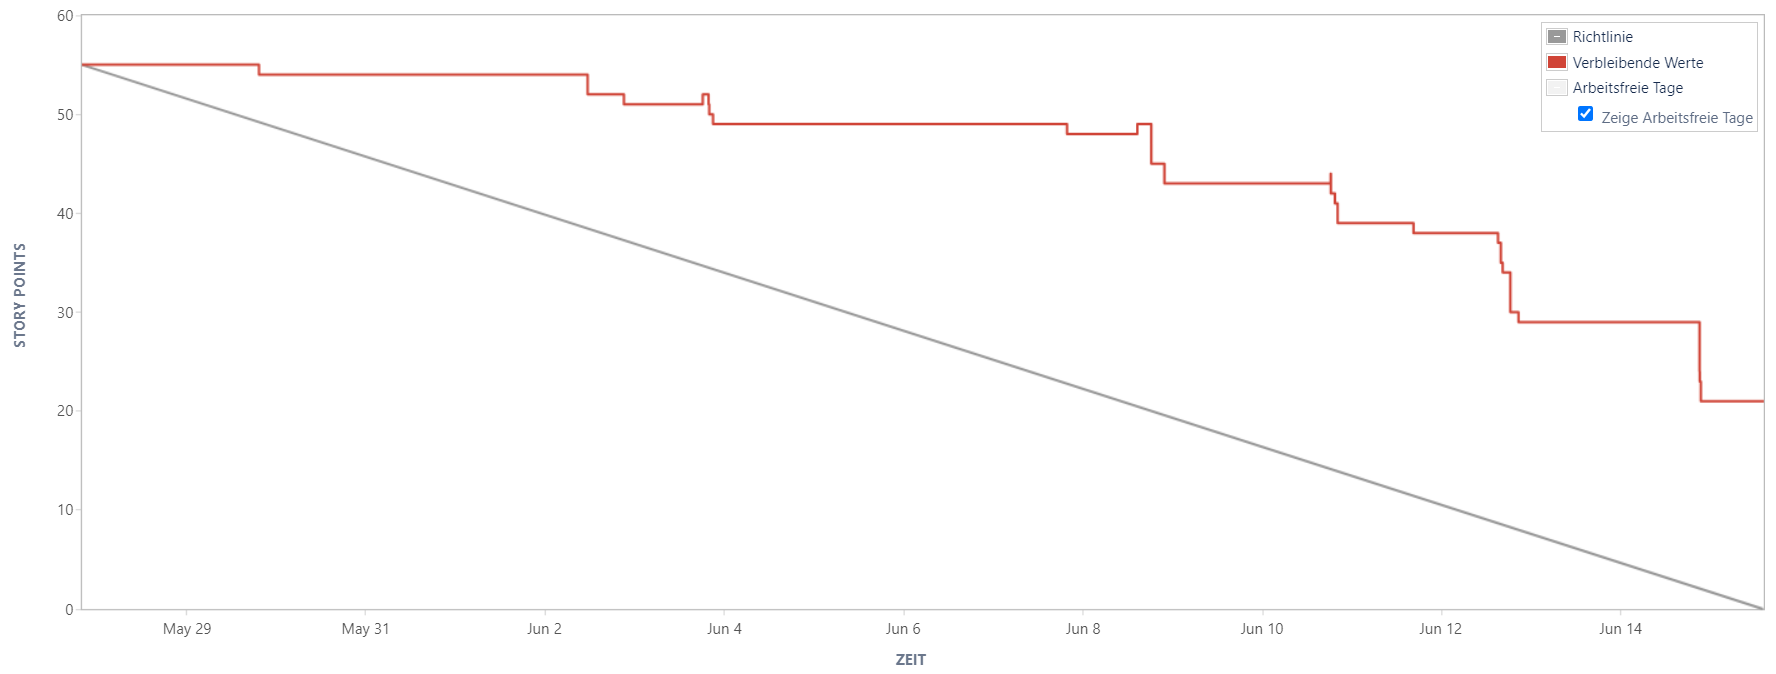 60
50
40
30
20
10
0
STORY POINTS
Richtlinie
Verbleibende Werte
Arbeitsfreie Tage
Zeige Arbeitsfreie Tage
May 29 May 31 Jun 2 Jun 4 Jun 6 Jun 8 Jun 10 Jun 12 Jun 14
ZEIT